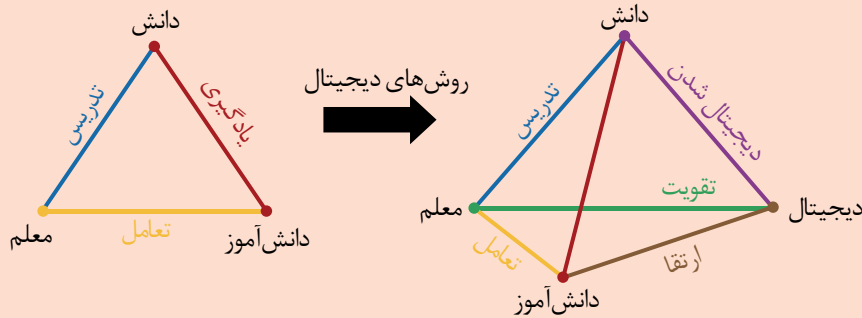 دانش
تدریس
یادگیری
معلم
تعامل
دانش‌آموز
روش‌های دیجیتال
دانش
تدریس
دیجیتال شدن
معلم
تقویت
دیجیتال
تعامل
ارتقا
دانش‌آموز